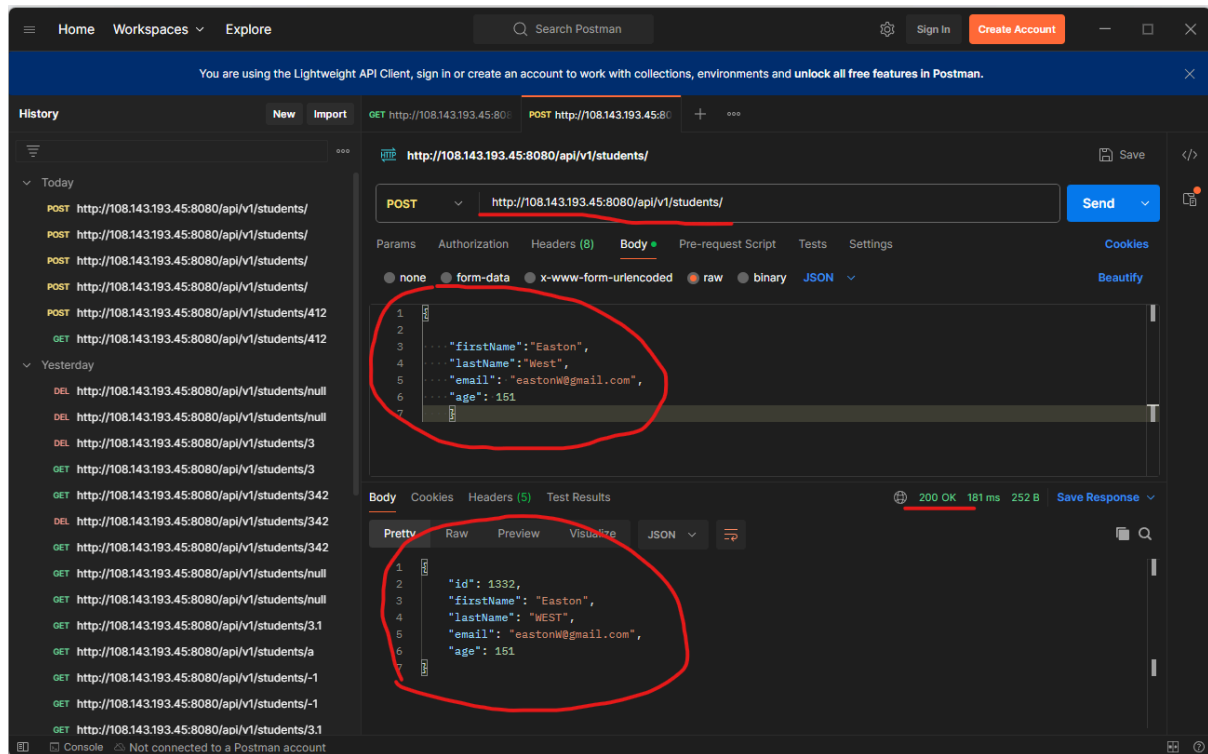 Home Workspaces Explore Search Postman Sign In Create Account
You are using the Lightweight API Client, sign in or create an account to work with collections, environments and unlock all free features in Postman.
History New Import
GET http://108.143.193.45:808 POST http://108.143.193.45:80
HTTP http://108.143.193.45:8080/api/v1/students/ Save
POST http://108.143.193.45:8080/api/v1/students/ Send
Params Authorization Headers (8) Body Pre-request Script Tests Settings Cookies
none form-data x-www-form-urlencoded raw binary JSON Beautify
1 {
2
3 "firstName":"Easton",
4 "lastName":"West",
5 "email": "eastonW@gmail.com",
6 "age": 151
7 }
Body Cookies Headers (5) Test Results 200 OK 181 ms 252 B Save Response
Pretty Raw Preview Visualize JSON
1 {
2 "id": 1332,
3 "firstName": "Easton",
4 "lastName": "WEST",
5 "email": "eastonW@gmail.com",
6 "age": 151
7 }
Today
POST http://108.143.193.45:8080/api/v1/students/
POST http://108.143.193.45:8080/api/v1/students/
POST http://108.143.193.45:8080/api/v1/students/
POST http://108.143.193.45:8080/api/v1/students/
POST http://108.143.193.45:8080/api/v1/students/412
GET http://108.143.193.45:8080/api/v1/students/412
Yesterday
DEL http://108.143.193.45:8080/api/v1/students/null
DEL http://108.143.193.45:8080/api/v1/students/null
DEL http://108.143.193.45:8080/api/v1/students/3
GET http://108.143.193.45:8080/api/v1/students/3
GET http://108.143.193.45:8080/api/v1/students/342
DEL http://108.143.193.45:8080/api/v1/students/342
GET http://108.143.193.45:8080/api/v1/students/342
GET http://108.143.193.45:8080/api/v1/students/null
GET http://108.143.193.45:8080/api/v1/students/null
GET http://108.143.193.45:8080/api/v1/students/3.1
GET http://108.143.193.45:8080/api/v1/students/a
GET http://108.143.193.45:8080/api/v1/students/-1
GET http://108.143.193.45:8080/api/v1/students/-1
GET http://108.143.193.45:8080/api/v1/students/3.1
Console Not connected to a Postman account